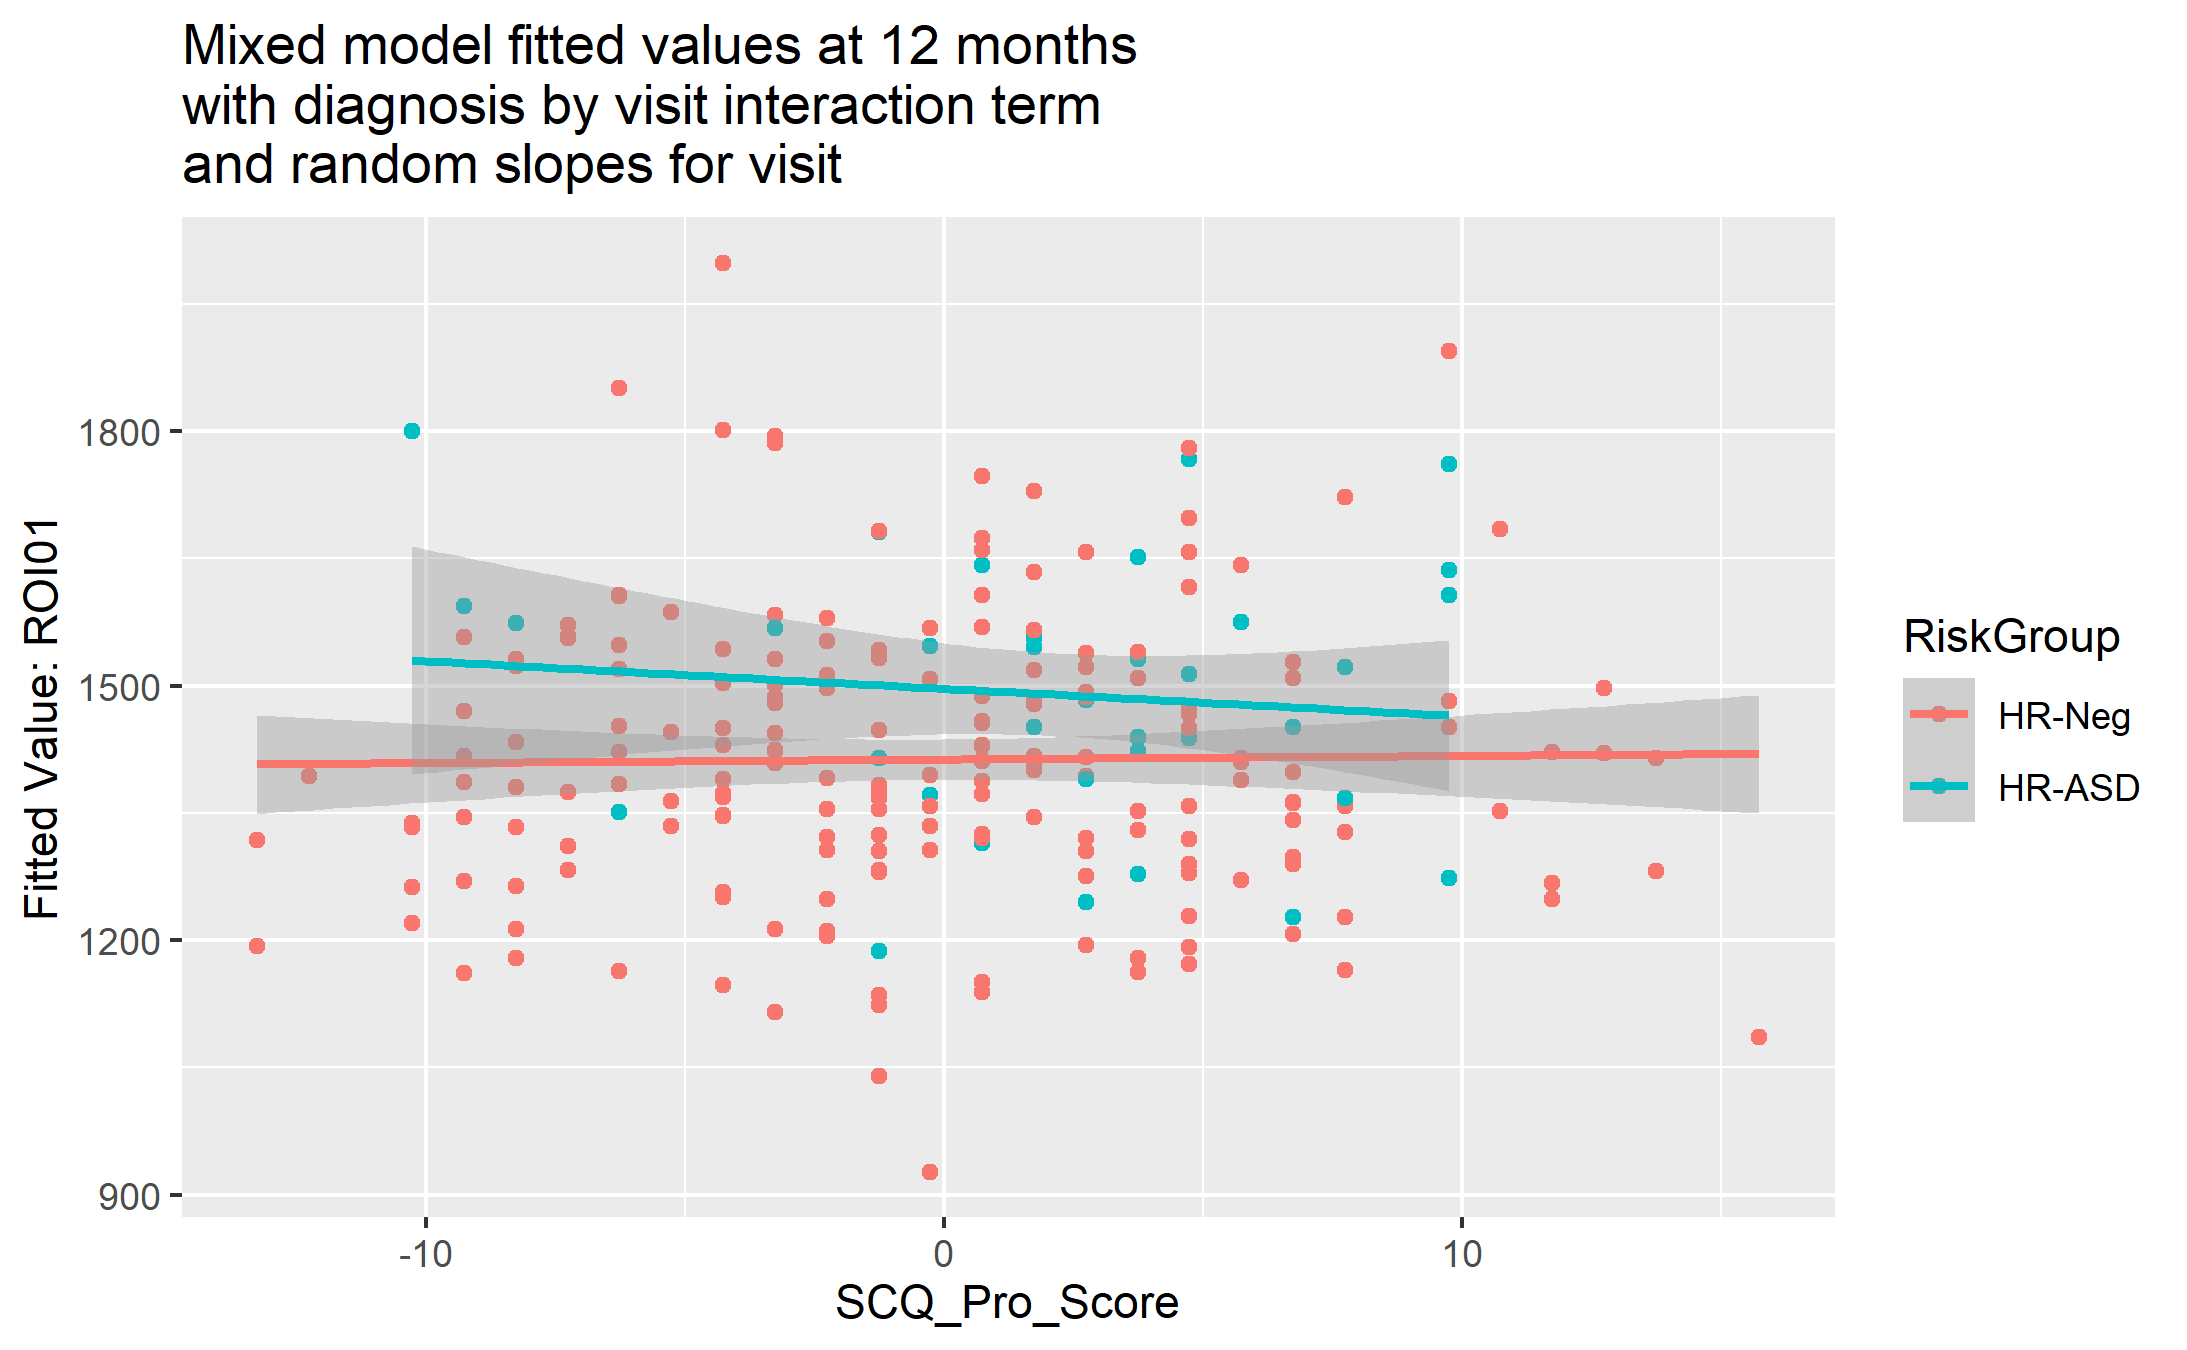 Mixed model fitted values at 12 months
with diagnosis by visit interaction term
and random slopes for visit
Fitted Value: ROI01
1800
1500
1200
900
-10
0
10
SCQ_Pro_Score
RiskGroup
HR-Neg
HR-ASD